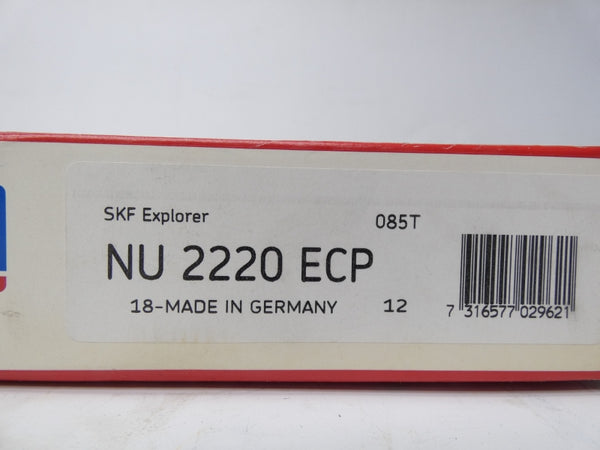 SKF Explorer 085T
NU 2220 ECP
18-MADE IN GERMANY 12
7 316577 029621